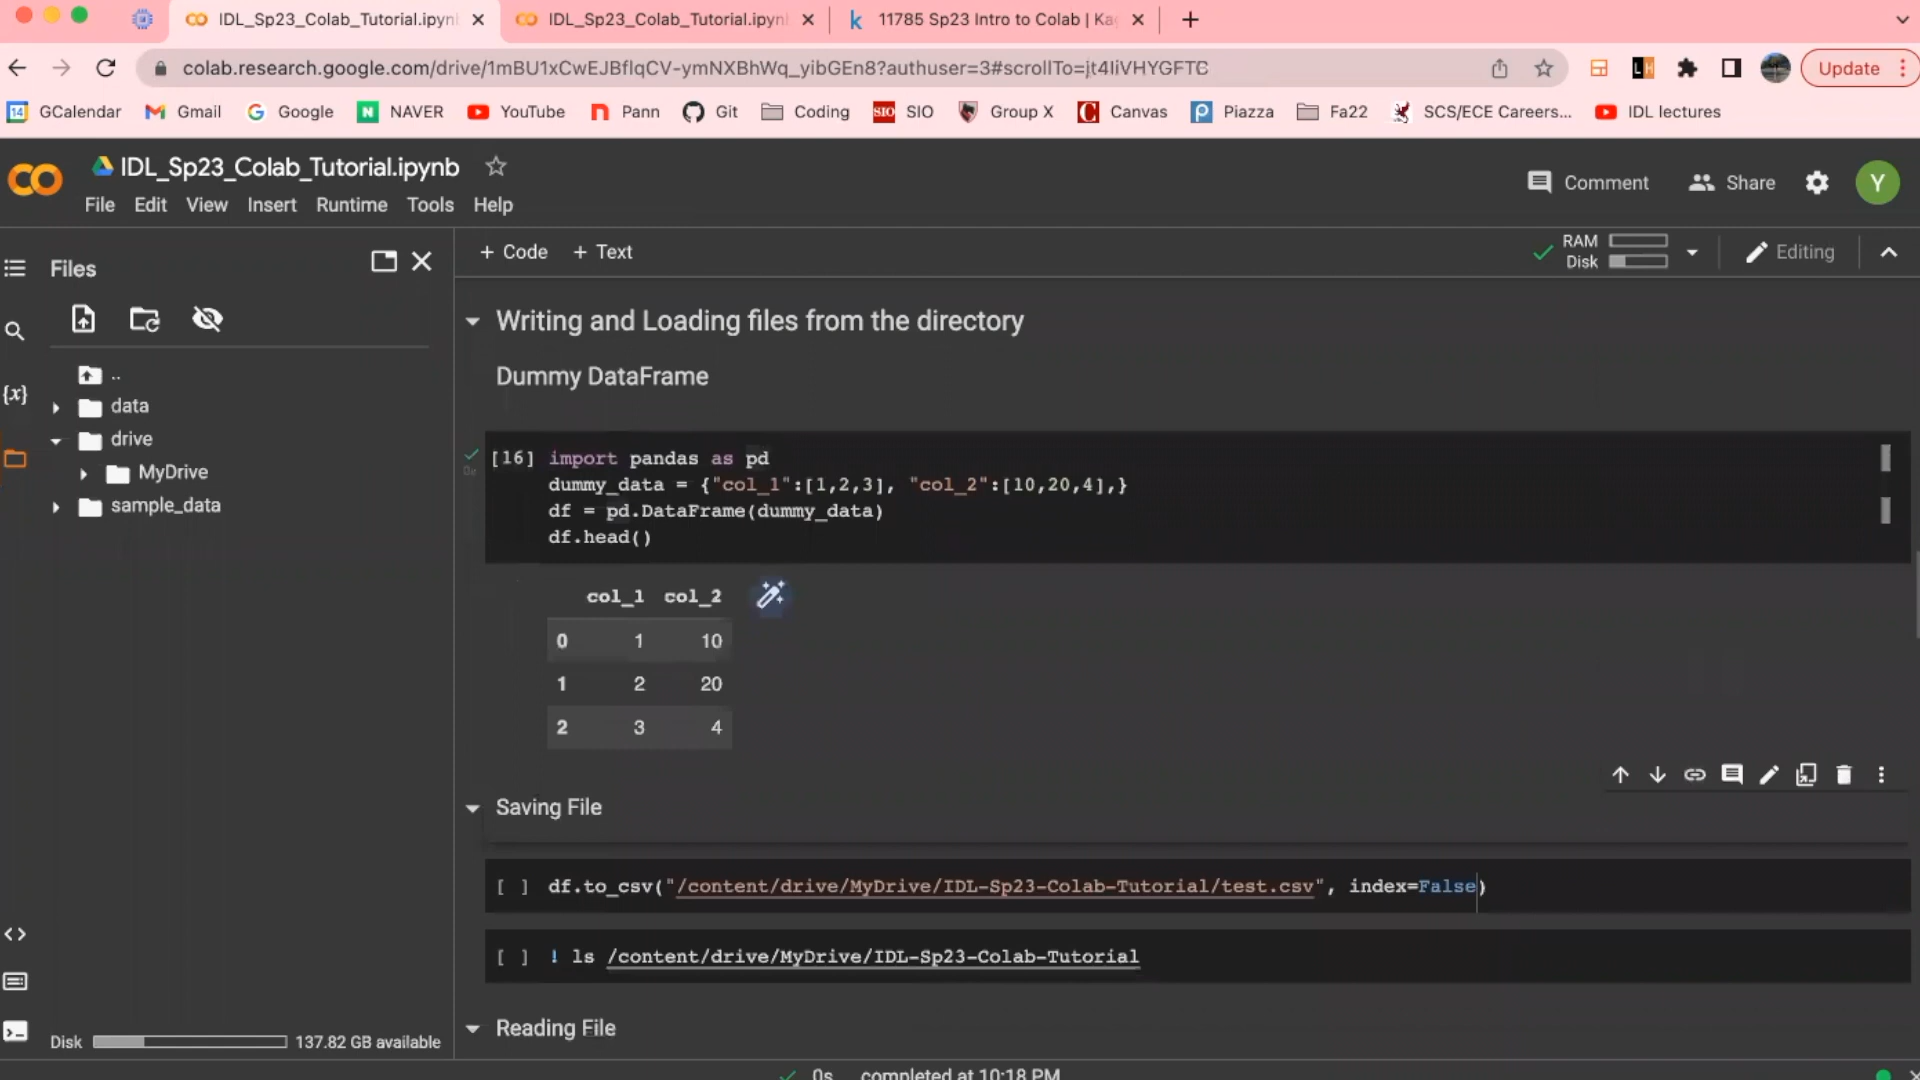 IDL_Sp23_Colab_Tutorial.ipyn
IDL_Sp23_Colab_Tutorial.ipyn
k 11785 Sp23 Intro to Colab | Ka
colab.research.google.com/drive/1mBU1xCwEJBflqCV-ymNXBhWq_yibGEn8?authuser=3#scrollTo=jt4IiVHYGFTC
LH
Update
14 GCalendar
Gmail
Google
N NAVER
YouTube
Pann
Git
Coding
SIO SIO
Group X
C Canvas
Piazza
Fa22
SCS/ECE Careers...
IDL lectures
IDL_Sp23_Colab_Tutorial.ipynb
File Edit View Insert Runtime Tools Help
Comment
Share
Y
Files
+ Code + Text
RAM
Disk
Editing
..
data
drive
MyDrive
sample_data
{x}
Writing and Loading files from the directory
Dummy DataFrame
[16] import pandas as pd
dummy_data = {"col_1":[1,2,3], "col_2":[10,20,4],}
df = pd.DataFrame(dummy_data)
df.head()
0s
col_1 col_2
0 1 10
1 2 20
2 3 4
Saving File
[ ] df.to_csv("/content/drive/MyDrive/IDL-Sp23-Colab-Tutorial/test.csv", index=False)
[ ] ! ls /content/drive/MyDrive/IDL-Sp23-Colab-Tutorial
Reading File
Disk 137.82 GB available
0s completed at 10:18 PM